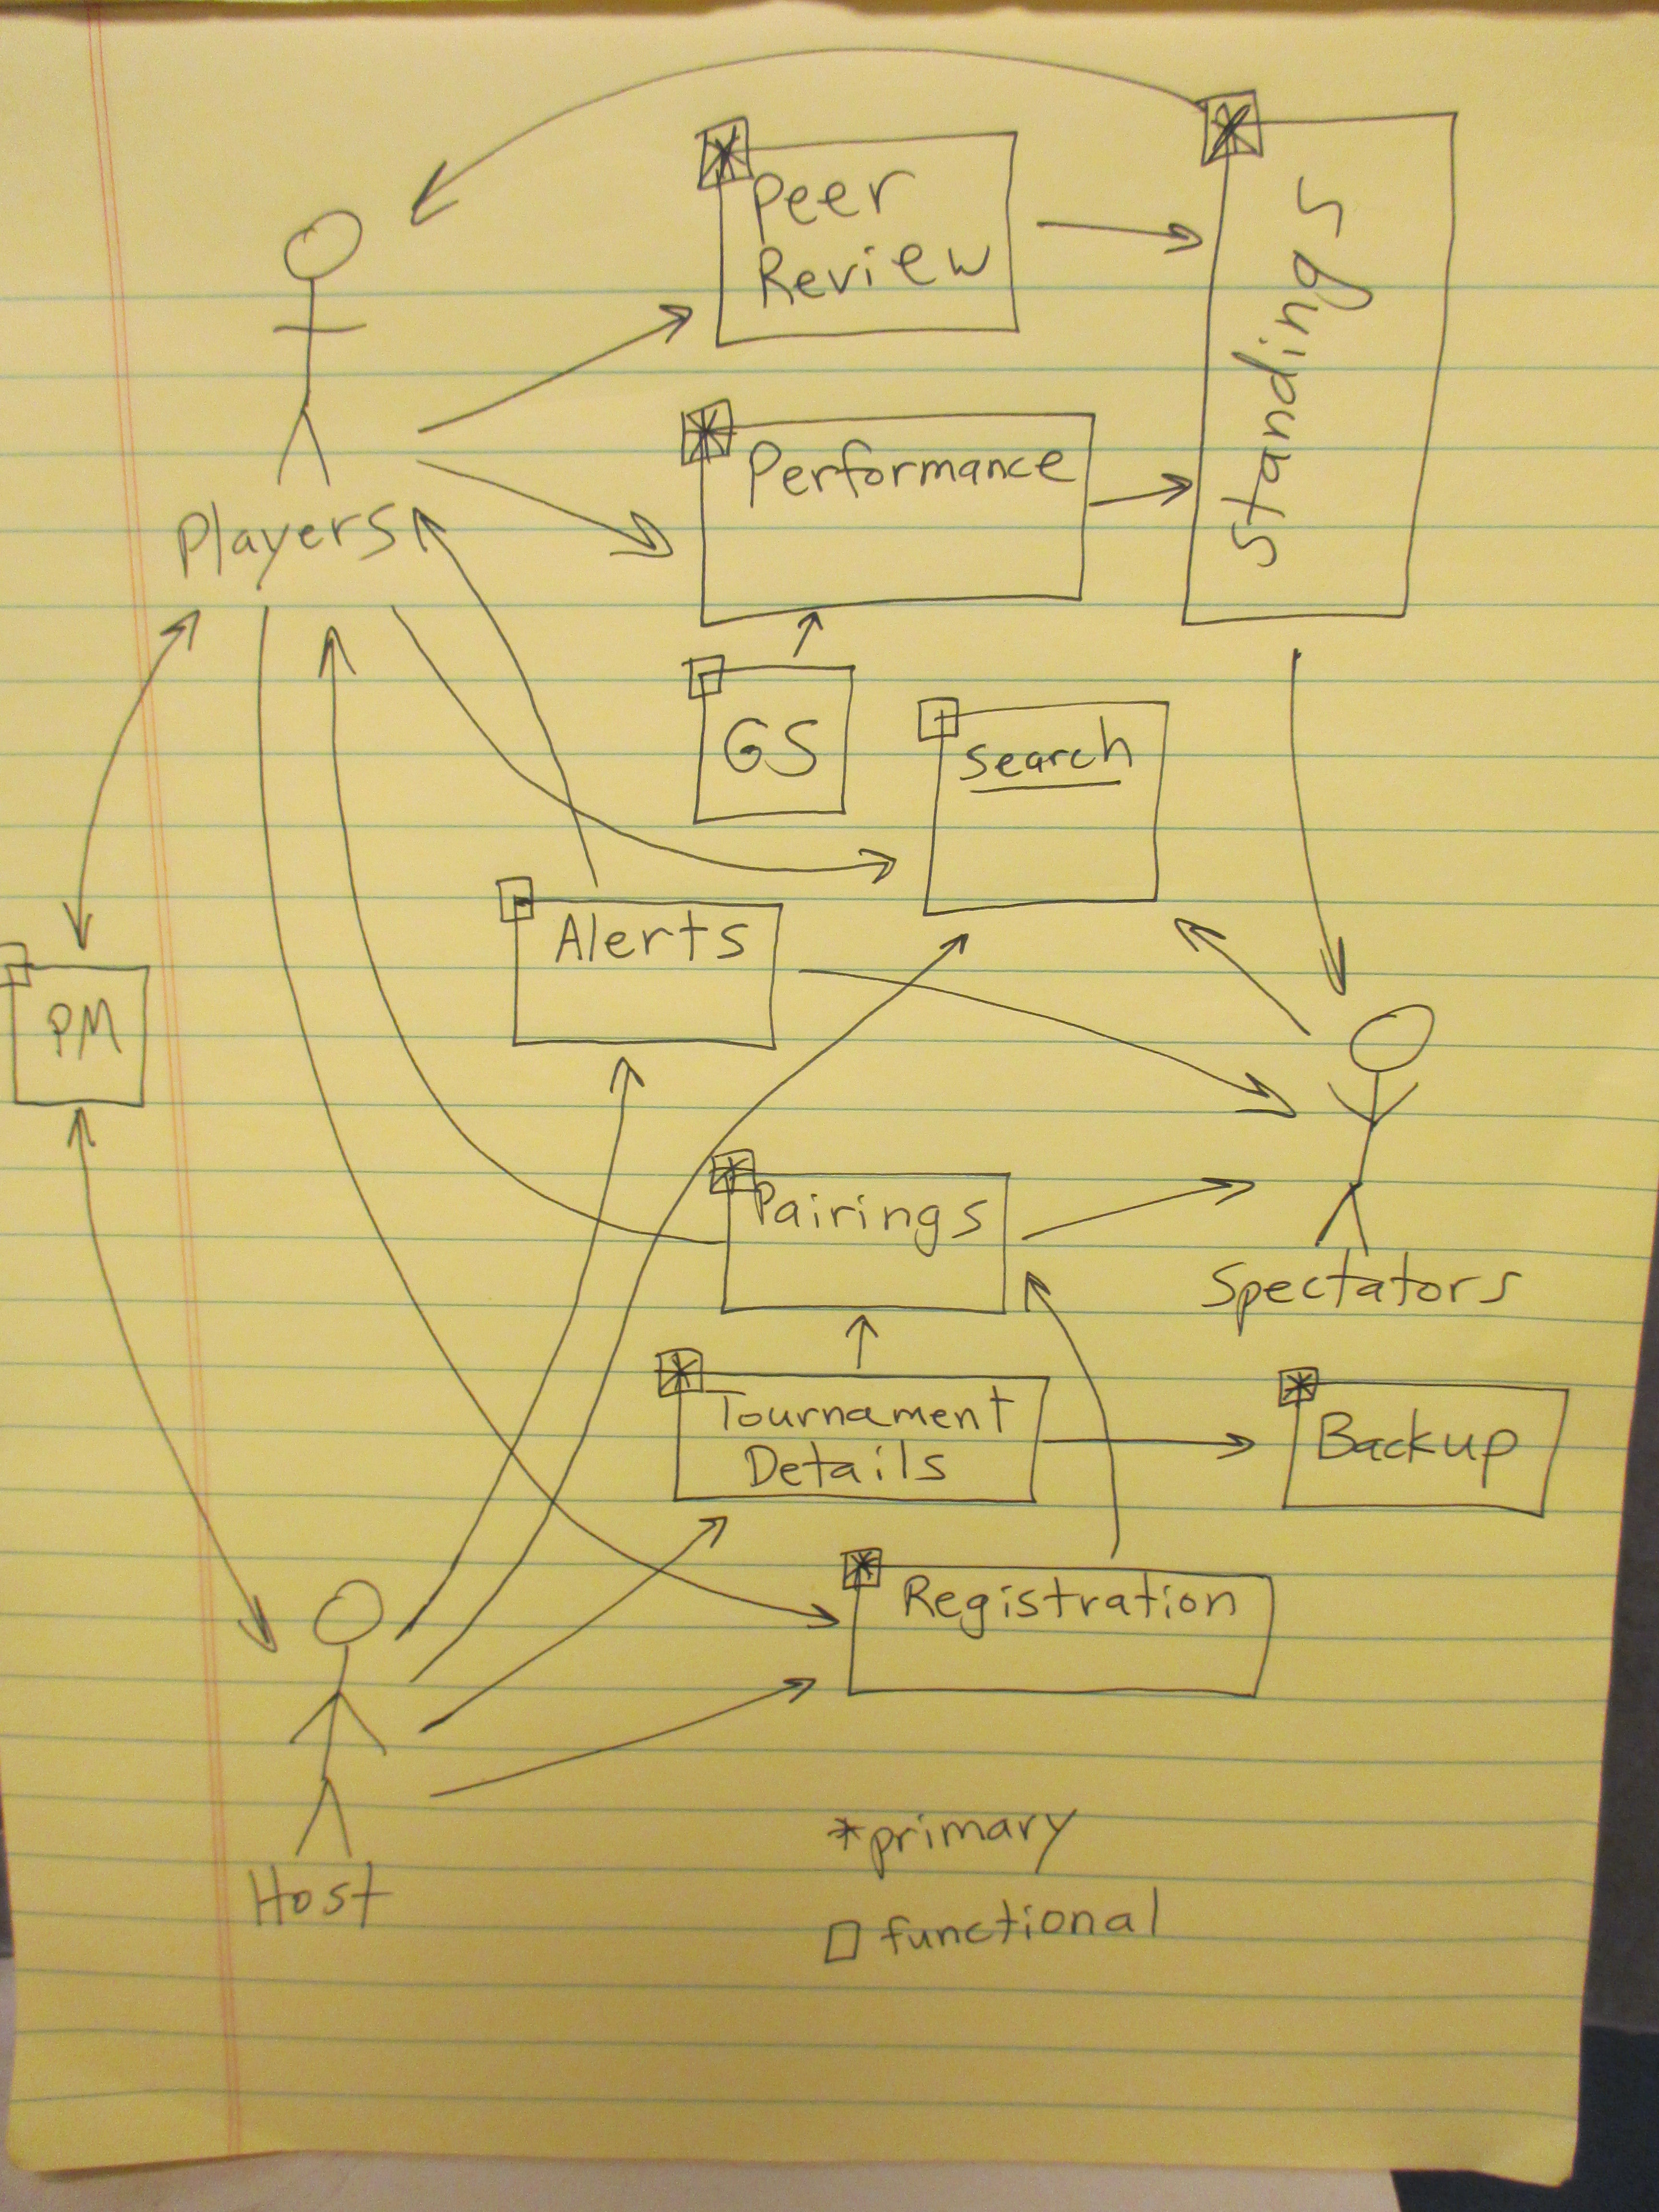 Peer
Review
Standings
Performance
Players
GS
Search
Alerts
PM
Pairings
Spectators
Tournament
Details
Backup
Registration
*primary
functional
Host